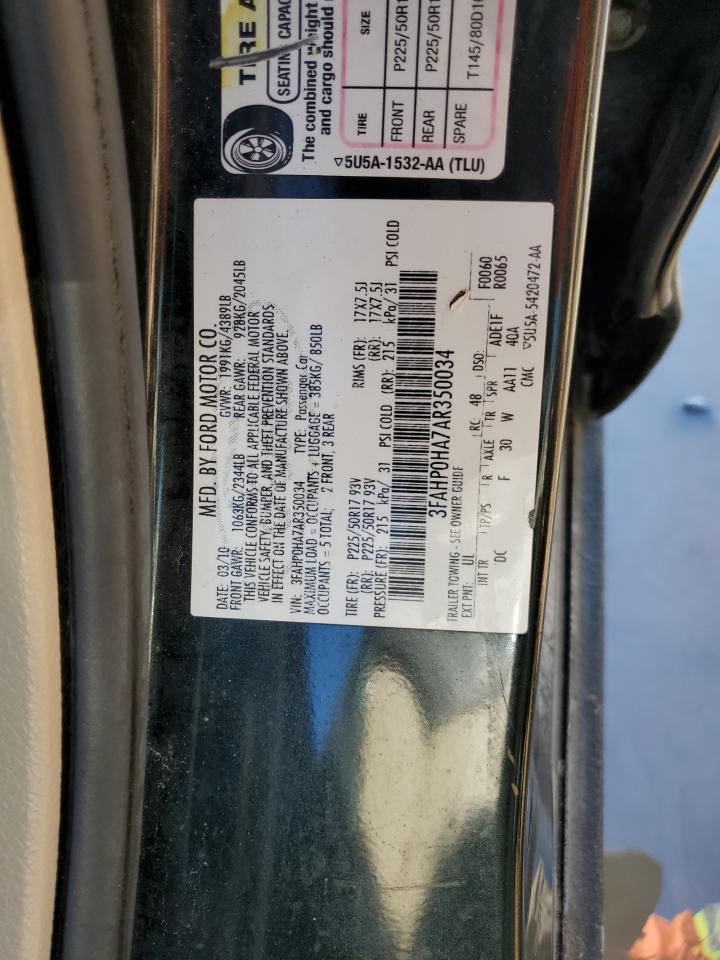 TIRE A
SEATING CAPAC
The combined weight
and cargo should
TIRE SIZE
FRONT P225/50R1
REAR P225/50R1
SPARE T145/80D1
▽5U5A-1532-AA (TLU)
MFD. BY FORD MOTOR CO.
03/10 GVWR: 1991KG/4389LB
FRONT GAWR: 1063KG/2344LB REAR GAWR: 928KG/2045LB
THIS VEHICLE CONFORMS TO ALL APPLICABLE FEDERAL MOTOR
VEHICLE SAFETY, BUMPER, AND THEFT PREVENTION STANDARDS
IN EFFECT ON THE DATE OF MANUFACTURE SHOWN ABOVE.
VIN: 3FAHP0HA7AR350034 TYPE: Passenger Car
MAXIMUM LOAD = OCCUPANTS + LUGGAGE = 385KG/ 850LB
OCCUPANTS = 5 TOTAL; 2 FRONT, 3 REAR
TIRE (FR): P225/50R17 93V RIMS (FR): 17X7.5J
(RR): P225/50R17 93V (RR): 17X7.5J
PRESSURE (FR): 215 kPa/ 31 PSI COLD (RR): 215 kPa/ 31 PSI COLD
3FAHP0HA7AR350034
TRAILER TOWING - SEE OWNER GUIDE F0060
EXT PNT: UL RC: 48 DSO: R0065
INT TR TP/PS R AXLE TR SPR ADE1F
DC F 30 W AA11 40A
CMC ▽5U5A-5420472-AA